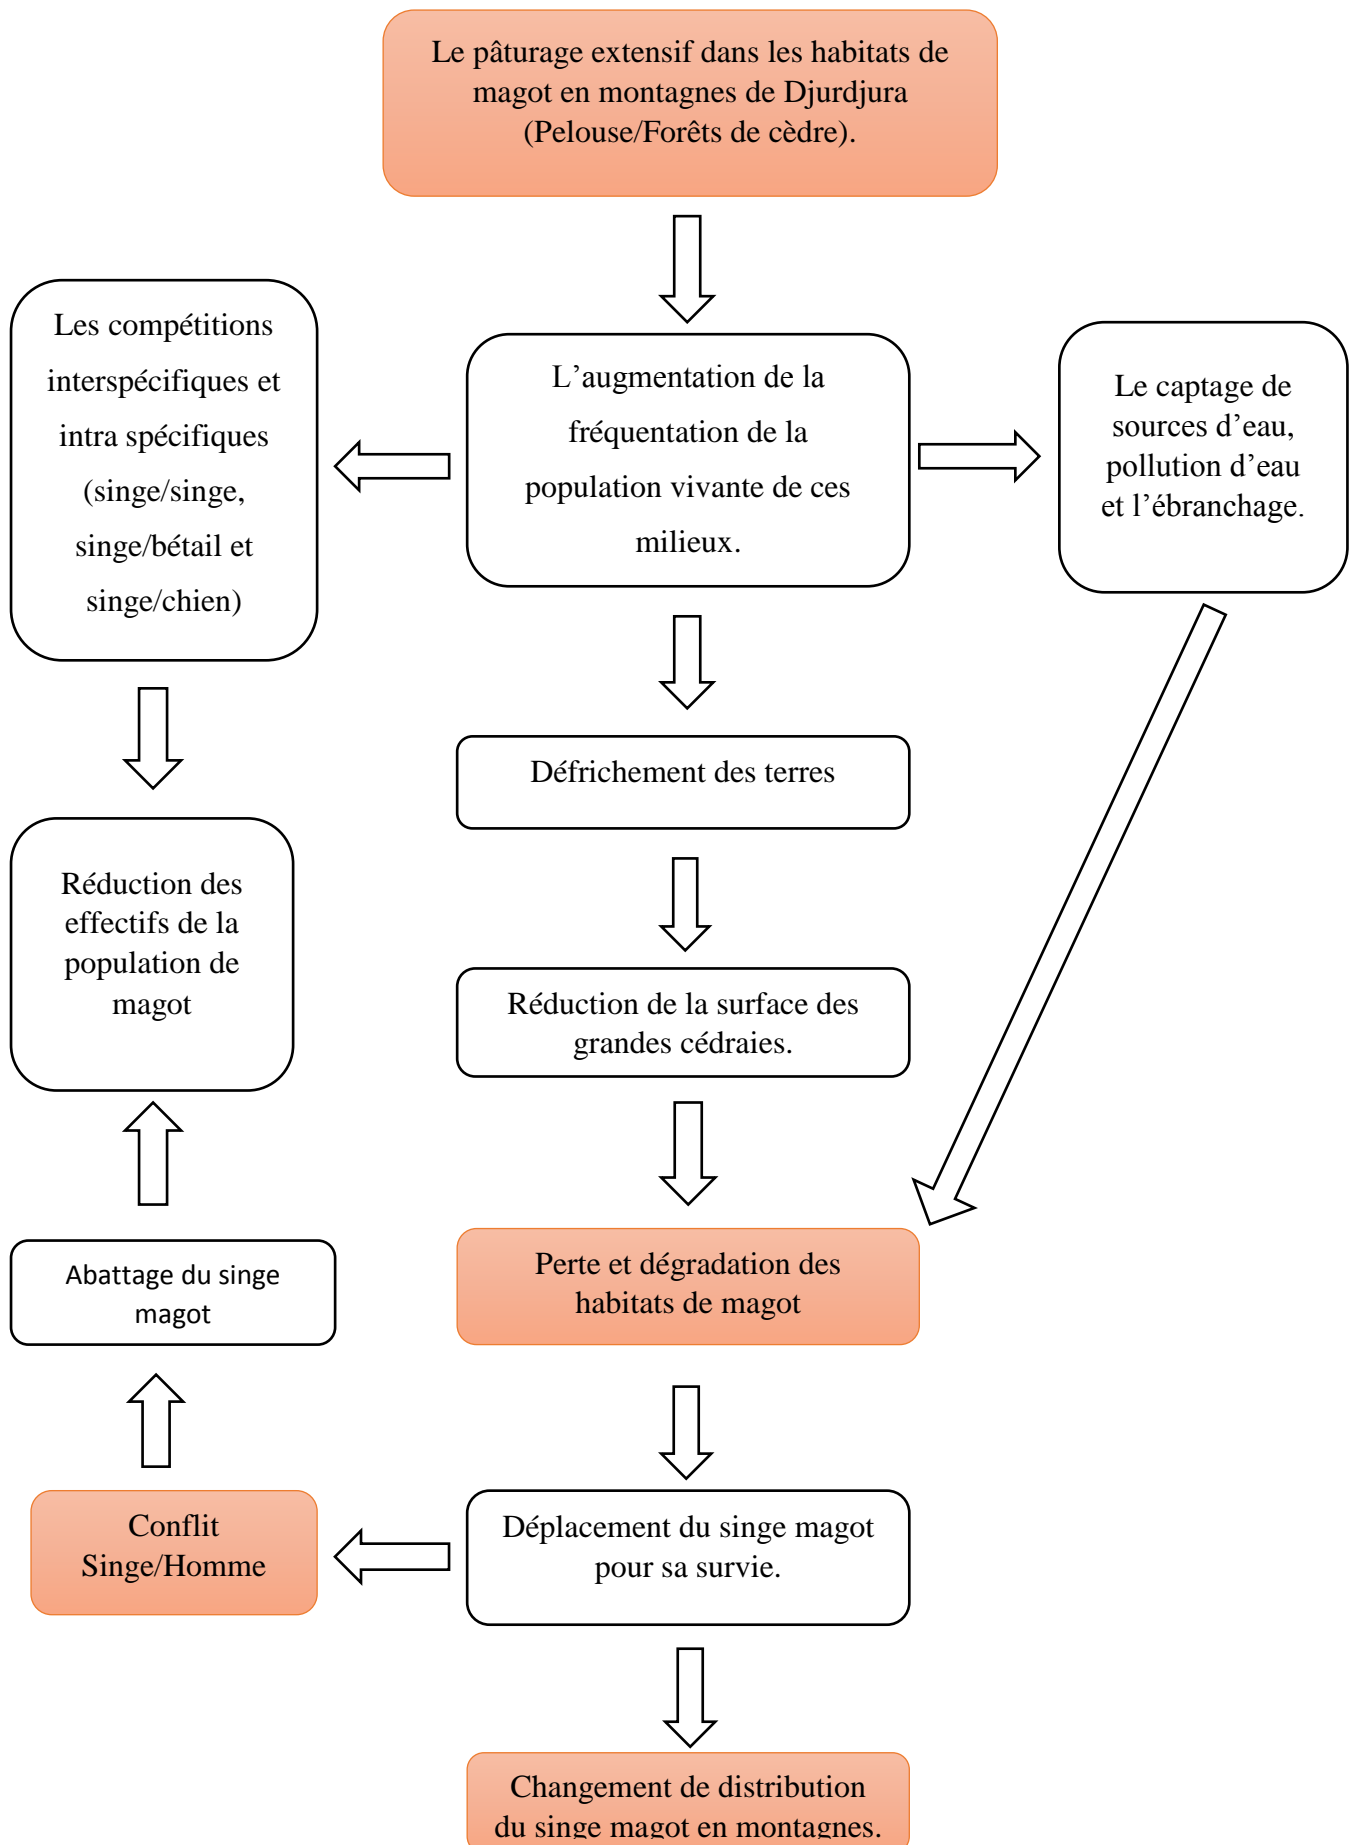 Le pâturage extensif dans les habitats de
magot en montagnes de Djurdjura
(Pelouse/Forêts de cèdre).
Les compétitions
interspécifiques et
intra spécifiques
(singe/singe,
singe/bétail et
singe/chien)
L’augmentation de la
fréquentation de la
population vivante de ces
milieux.
Le captage de
sources d’eau,
pollution d’eau
et l’ébranchage.
Défrichement des terres
Réduction des
effectifs de la
population de
magot
Réduction de la surface des
grandes cédraies.
Abattage du singe
magot
Perte et dégradation des
habitats de magot
Conflit
Singe/Homme
Déplacement du singe magot
pour sa survie.
Changement de distribution
du singe magot en montagnes.